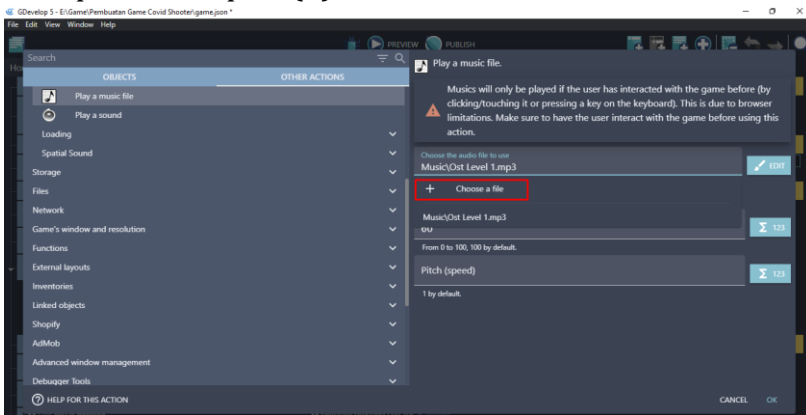 GDevelop 5 - E:\Game\Pembuatan Game Covid Shooter\game.json *
File Edit View Window Help
PREVIEW PUBLISH
Search
OBJECTS OTHER ACTIONS
Play a music file
Play a sound
Loading
Spatial Sound
Storage
Files
Network
Game's window and resolution
Functions
External layouts
Inventories
Linked objects
Shopify
AdMob
Advanced window management
Debugger Tools
HELP FOR THIS ACTION
Play a music file.
Musics will only be played if the user has interacted with the game before (by
clicking/touching it or pressing a key on the keyboard). This is due to browser
limitations. Make sure to have the user interact with the game before using this
action.
Choose the audio file to use
Music\Ost Level 1.mp3
EDIT
+ Choose a file
Music\Ost Level 1.mp3
Σ 123
From 0 to 100, 100 by default.
Pitch (speed)
Σ 123
1 by default.
CANCEL OK